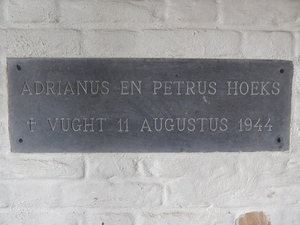 ADRIANUS EN PETRUS HOEKS
† VUGHT 11 AUGUSTUS 1944